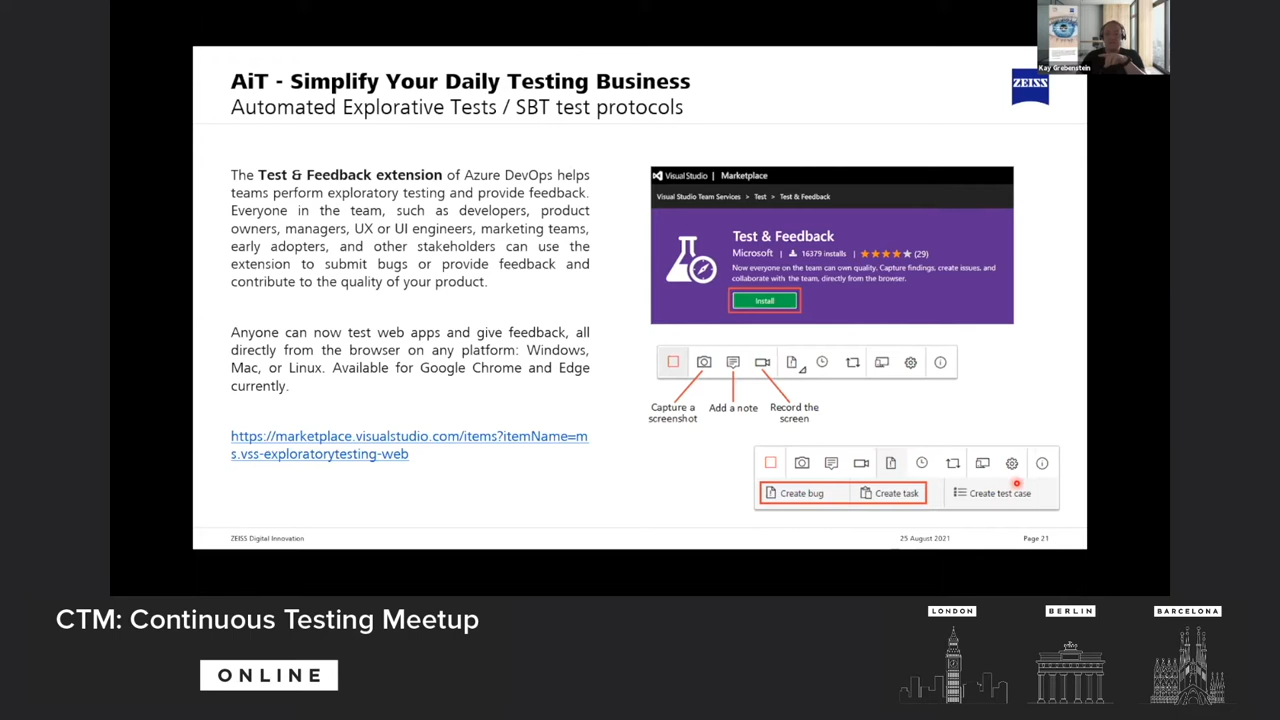 Kay Grebenstein
AiT - Simplify Your Daily Testing Business
Automated Explorative Tests / SBT test protocols
ZEISS
The Test & Feedback extension of Azure DevOps helps
teams perform exploratory testing and provide feedback.
Everyone in the team, such as developers, product
owners, managers, UX or UI engineers, marketing teams,
early adopters, and other stakeholders can use the
extension to submit bugs or provide feedback and
contribute to the quality of your product.
Anyone can now test web apps and give feedback, all
directly from the browser on any platform: Windows,
Mac, or Linux. Available for Google Chrome and Edge
currently.
https://marketplace.visualstudio.com/items?itemName=m
s.vss-exploratorytesting-web
Visual Studio | Marketplace
Visual Studio Team Services > Test > Test & Feedback
Test & Feedback
Microsoft | 16379 installs | (29)
Now everyone on the team can own quality. Capture findings, create issues, and
collaborate with the team, directly from the browser.
Install
Capture a
screenshot
Add a note
Record the
screen
Create bug
Create task
Create test case
ZEISS Digital Innovation
25 August 2021
Page 21
CTM: Continuous Testing Meetup
ONLINE
LONDON
BERLIN
BARCELONA